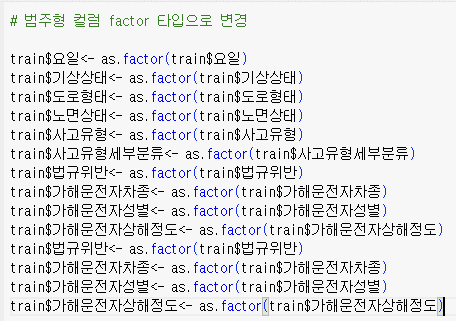 # 범주형 컬럼 factor 타입으로 변경
train$요일<- as.factor(train$요일)
train$기상상태<- as.factor(train$기상상태)
train$도로형태<- as.factor(train$도로형태)
train$노면상태<- as.factor(train$노면상태)
train$사고유형<- as.factor(train$사고유형)
train$사고유형세부분류<- as.factor(train$사고유형세부분류)
train$법규위반<- as.factor(train$법규위반)
train$가해운전자차종<- as.factor(train$가해운전자차종)
train$가해운전자성별<- as.factor(train$가해운전자성별)
train$가해운전자상해정도<- as.factor(train$가해운전자상해정도)
train$법규위반<- as.factor(train$법규위반)
train$가해운전자차종<- as.factor(train$가해운전자차종)
train$가해운전자성별<- as.factor(train$가해운전자성별)
train$가해운전자상해정도<- as.factor(train$가해운전자상해정도)